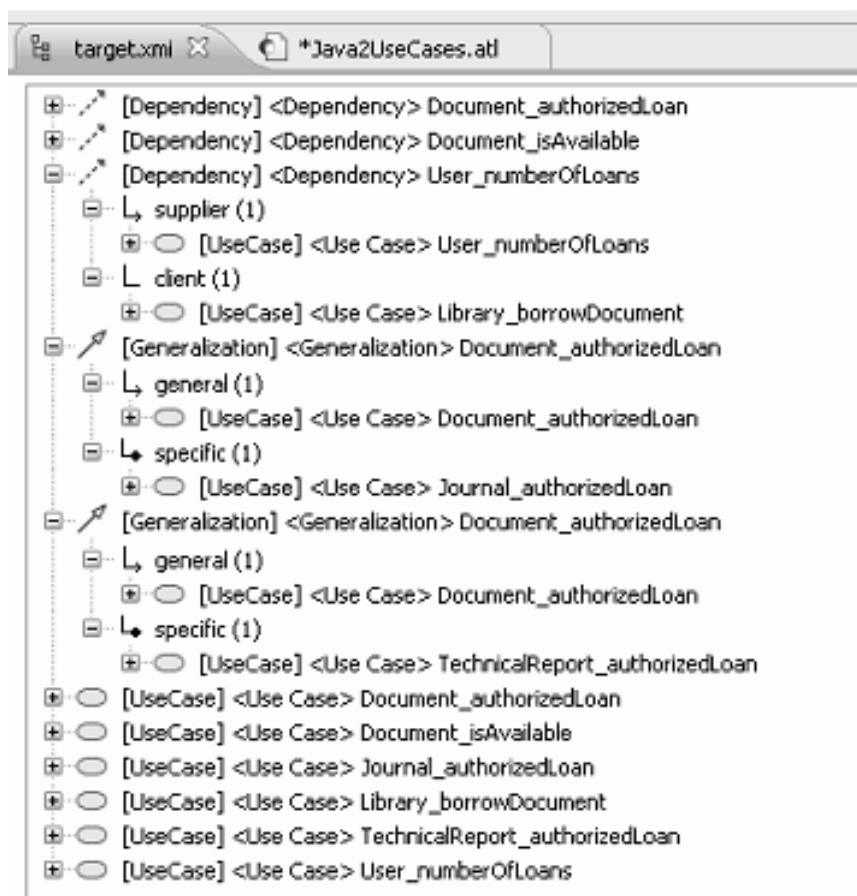 target.xmi *Java2UseCases.atl
[Dependency] <Dependency> Document_authorizedLoan
[Dependency] <Dependency> Document_isAvailable
[Dependency] <Dependency> User_numberOfLoans
supplier (1)
[UseCase] <Use Case> User_numberOfLoans
client (1)
[UseCase] <Use Case> Library_borrowDocument
[Generalization] <Generalization> Document_authorizedLoan
general (1)
[UseCase] <Use Case> Document_authorizedLoan
specific (1)
[UseCase] <Use Case> Journal_authorizedLoan
[Generalization] <Generalization> Document_authorizedLoan
general (1)
[UseCase] <Use Case> Document_authorizedLoan
specific (1)
[UseCase] <Use Case> TechnicalReport_authorizedLoan
[UseCase] <Use Case> Document_authorizedLoan
[UseCase] <Use Case> Document_isAvailable
[UseCase] <Use Case> Journal_authorizedLoan
[UseCase] <Use Case> Library_borrowDocument
[UseCase] <Use Case> TechnicalReport_authorizedLoan
[UseCase] <Use Case> User_numberOfLoans